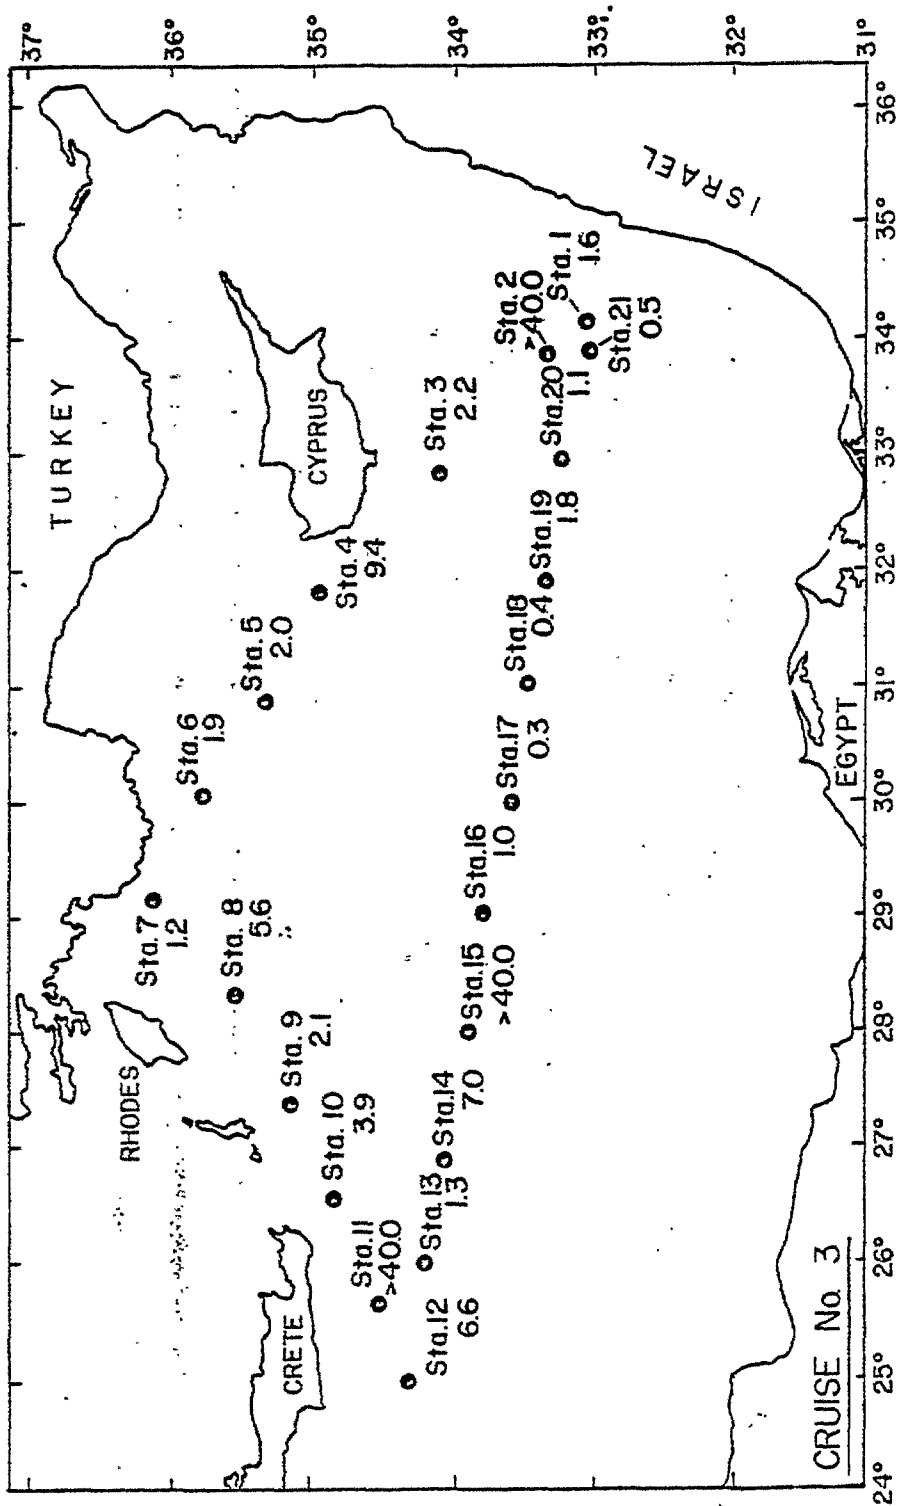 37°
36°
35°
34°
33°.
32°
31°
TURKEY
CYPRUS
ISRAEL
RHODES
CRETE
EGYPT
Sta.7
1.2
Sta.6
1.9
Sta.8
5.6
Sta.5
2.0
Sta.9
2.1
Sta.4
9.4
Sta.10
3.9
Sta.3
2.2
Sta.11
>40.0
Sta.12
6.6
Sta.13
1.3
Sta.14
7.0
Sta.15
>40.0
Sta.16
1.0
Sta.17
0.3
Sta.18
0.4
Sta.19
1.8
Sta.20
1.1
Sta.2
>40.0
Sta.1
1.6
Sta.21
0.5
CRUISE No. 3
24°
25°
26°
27°
28°
29°
30°
31°
32°
33°
34°
35°
36°